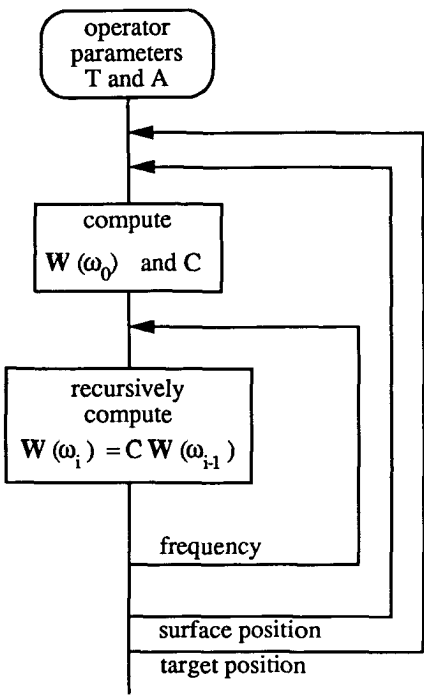 operator
parameters
T and A
compute
W (ω₀) and C
recursively
compute
W (ωᵢ) = C W (ωᵢ₋₁)
frequency
surface position
target position